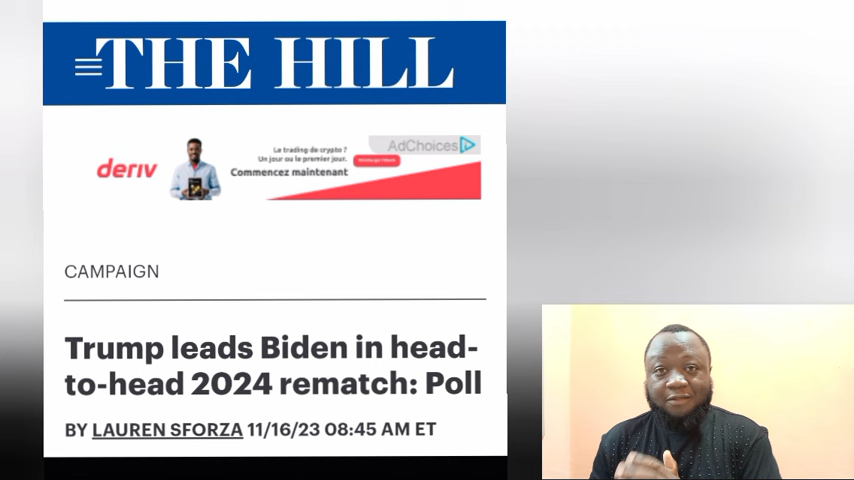 THE HILL
AdChoices
deriv
Le trading de crypto ?
Un jour ou le premier jour.
Commencez maintenant
CAMPAIGN
Trump leads Biden in head-
to-head 2024 rematch: Poll
BY LAUREN SFORZA 11/16/23 08:45 AM ET